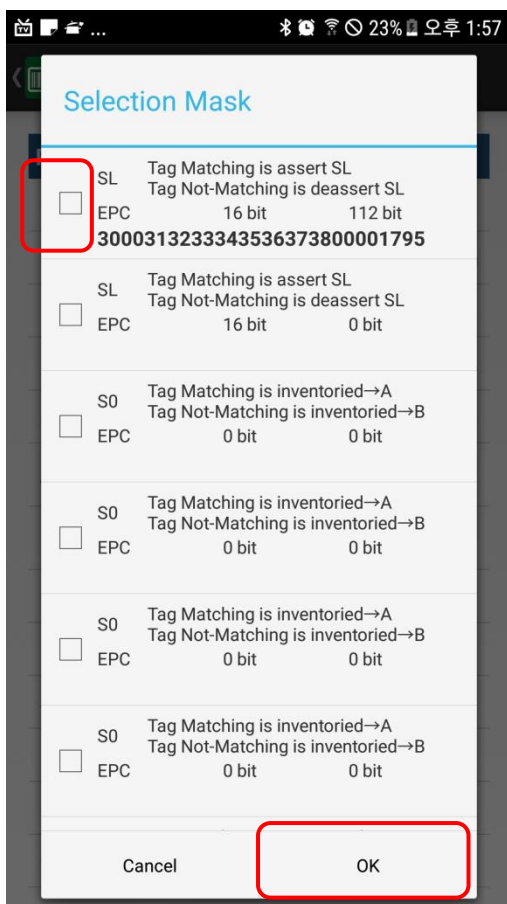 ... 23% 오후 1:57
Selection Mask
SL Tag Matching is assert SL
Tag Not-Matching is deassert SL
EPC 16 bit 112 bit
3000313233343536373800001795
SL Tag Matching is assert SL
Tag Not-Matching is deassert SL
EPC 16 bit 0 bit
S0 Tag Matching is inventoried→A
Tag Not-Matching is inventoried→B
EPC 0 bit 0 bit
S0 Tag Matching is inventoried→A
Tag Not-Matching is inventoried→B
EPC 0 bit 0 bit
S0 Tag Matching is inventoried→A
Tag Not-Matching is inventoried→B
EPC 0 bit 0 bit
S0 Tag Matching is inventoried→A
Tag Not-Matching is inventoried→B
EPC 0 bit 0 bit
Cancel OK